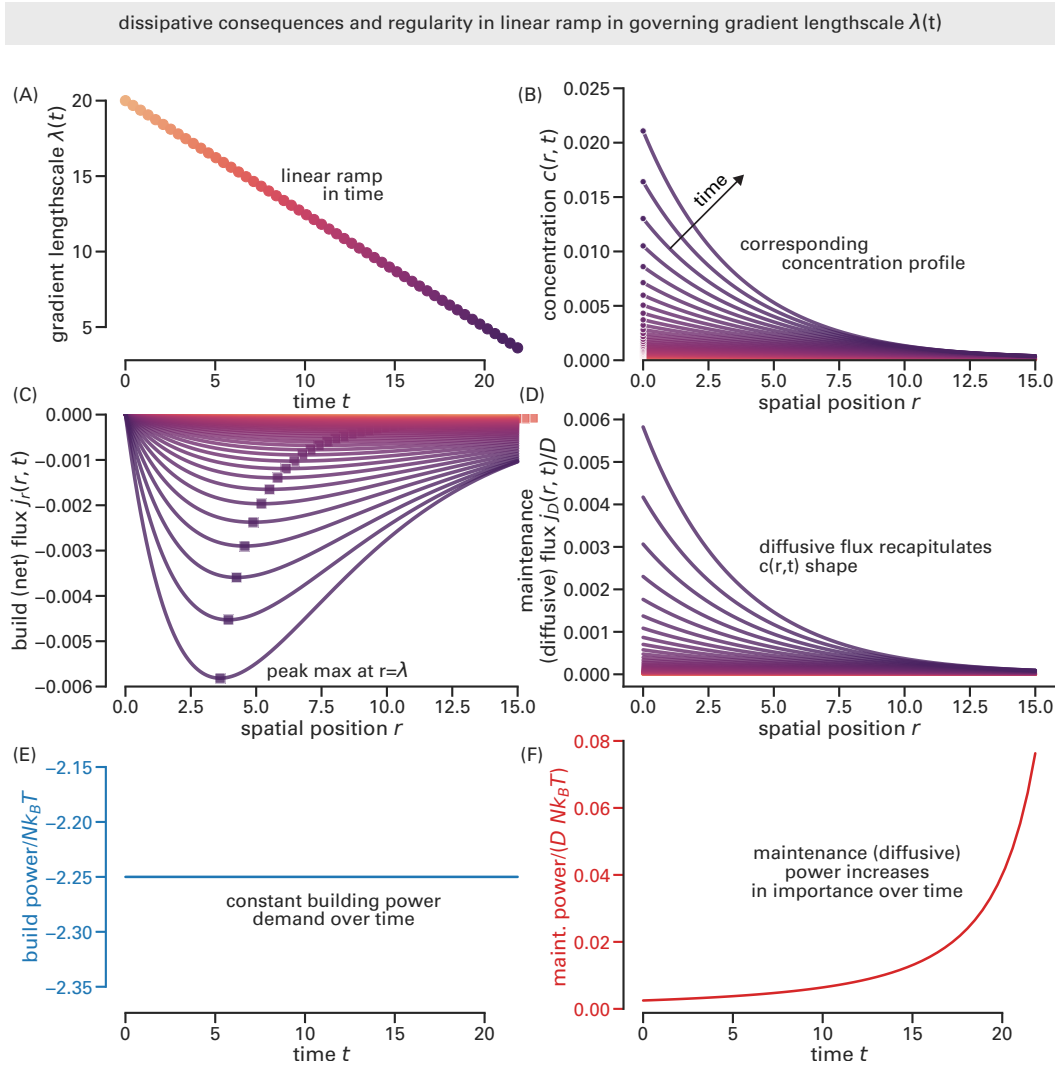 dissipative consequences and regularity in linear ramp in governing gradient lengthscale λ(t)
(A)
gradient lengthscale λ(t)
20
15
10
5
linear ramp
in time
0 5 10 15 20
time t
(B)
concentration c(r, t)
0.025
0.020
0.015
0.010
0.005
0.000
time
corresponding
concentration profile
0.0 2.5 5.0 7.5 10.0 12.5 15.0
spatial position r
(C)
build (net) flux j_r(r, t)
0.000
−0.001
−0.002
−0.003
−0.004
−0.005
−0.006
peak max at r=λ
0.0 2.5 5.0 7.5 10.0 12.5 15.0
spatial position r
(D)
maintenance
(diffusive) flux j_D(r, t)/D
0.006
0.005
0.004
0.003
0.002
0.001
0.000
diffusive flux recapitulates
c(r,t) shape
0.0 2.5 5.0 7.5 10.0 12.5 15.0
spatial position r
(E)
build power/Nk_BT
−2.15
−2.20
−2.25
−2.30
−2.35
constant building power
demand over time
0 5 10 15 20
time t
(F)
maint. power/(D Nk_BT)
0.08
0.06
0.04
0.02
0.00
maintenance (diffusive)
power increases
in importance over time
0 5 10 15 20
time t